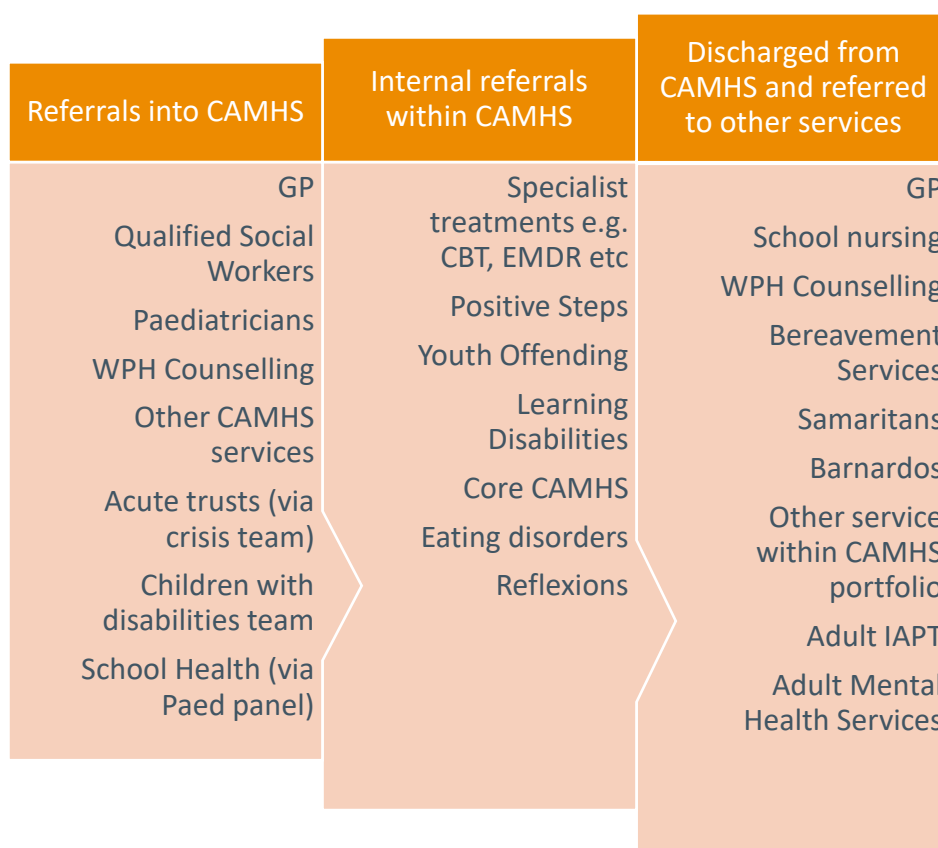 Referrals into CAMHS
GP
Qualified Social
Workers
Paediatricians
WPH Counselling
Other CAMHS
services
Acute trusts (via
crisis team)
Children with
disabilities team
School Health (via
Paed panel)
Internal referrals
within CAMHS
Specialist
treatments e.g.
CBT, EMDR etc
Positive Steps
Youth Offending
Learning
Disabilities
Core CAMHS
Eating disorders
Reflexions
Discharged from
CAMHS and referred
to other services
GP
School nursing
WPH Counselling
Bereavement
Services
Samaritans
Barnardos
Other service
within CAMHS
portfolio
Adult IAPT
Adult Mental
Health Services